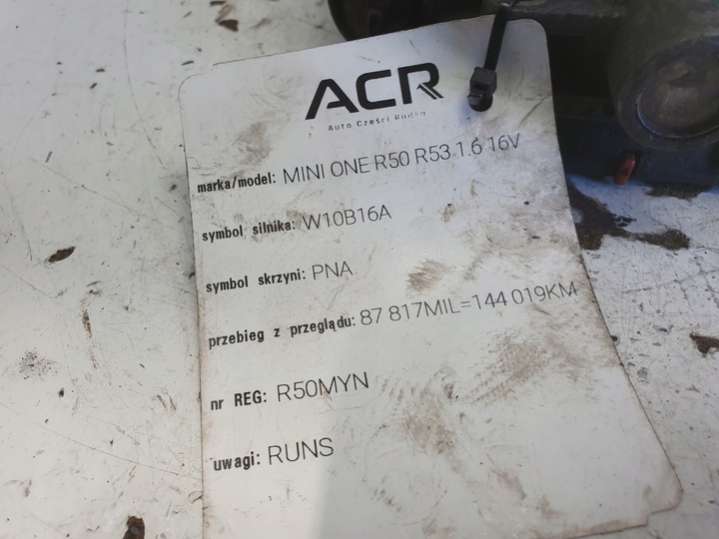 ACR
Auto Części Rudka
marka/model: MINI ONE R50 R53 1.6 16V
symbol silnika: W10B16A
symbol skrzyni: PNA
przebieg z przeglądu: 87 817MIL=144 019KM
nr REG: R50MYN
uwagi: RUNS